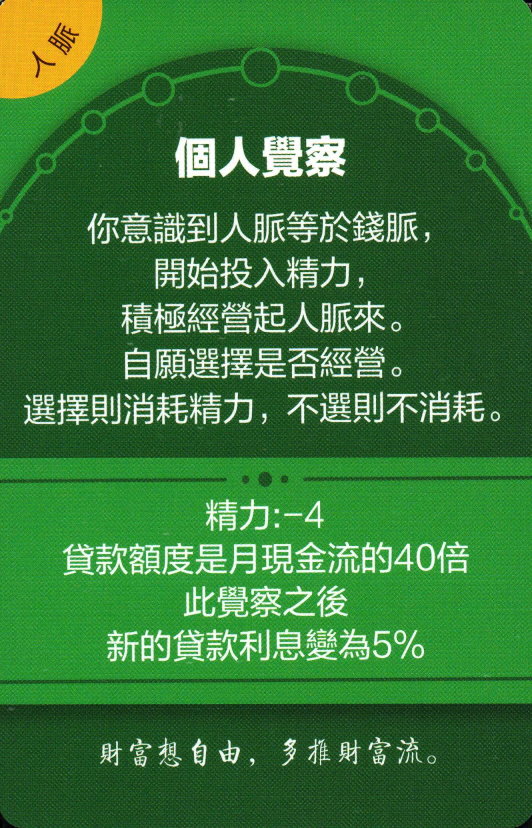 人脈
個人覺察
你意識到人脈等於錢脈，
開始投入精力，
積極經營起人脈來。
自願選擇是否經營。
選擇則消耗精力，不選則不消耗。
精力:-4
貸款額度是月現金流的40倍
此覺察之後
新的貸款利息變為5%
財富想自由，多推財富流。